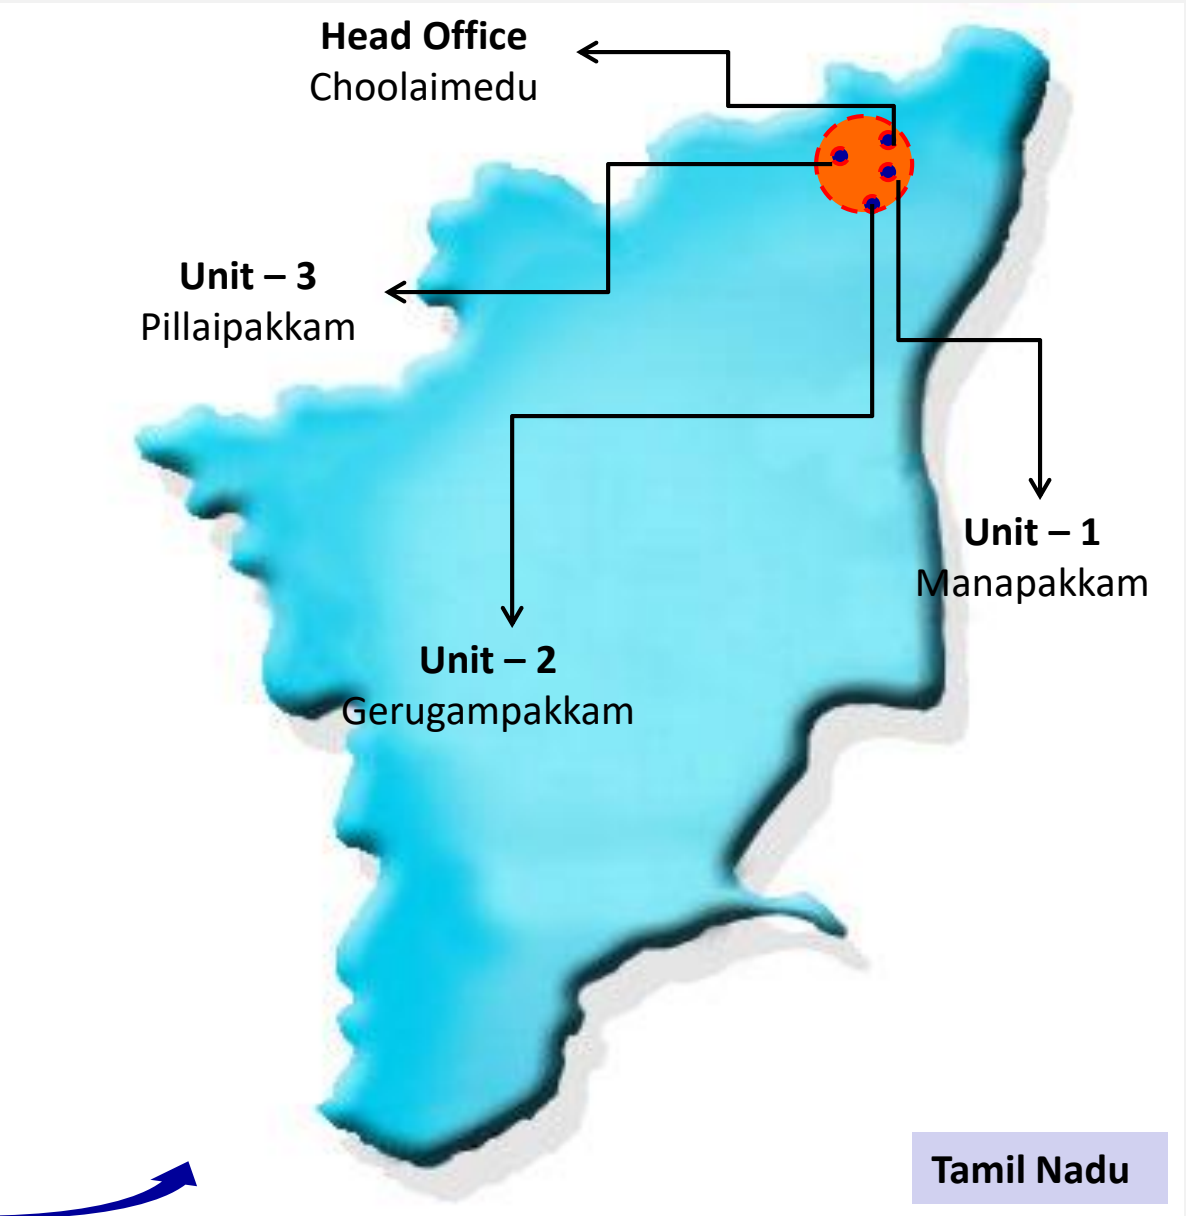 Head Office
Choolaimedu
Unit – 3
Pillaipakkam
Unit – 1
Manapakkam
Unit – 2
Gerugampakkam
Tamil Nadu